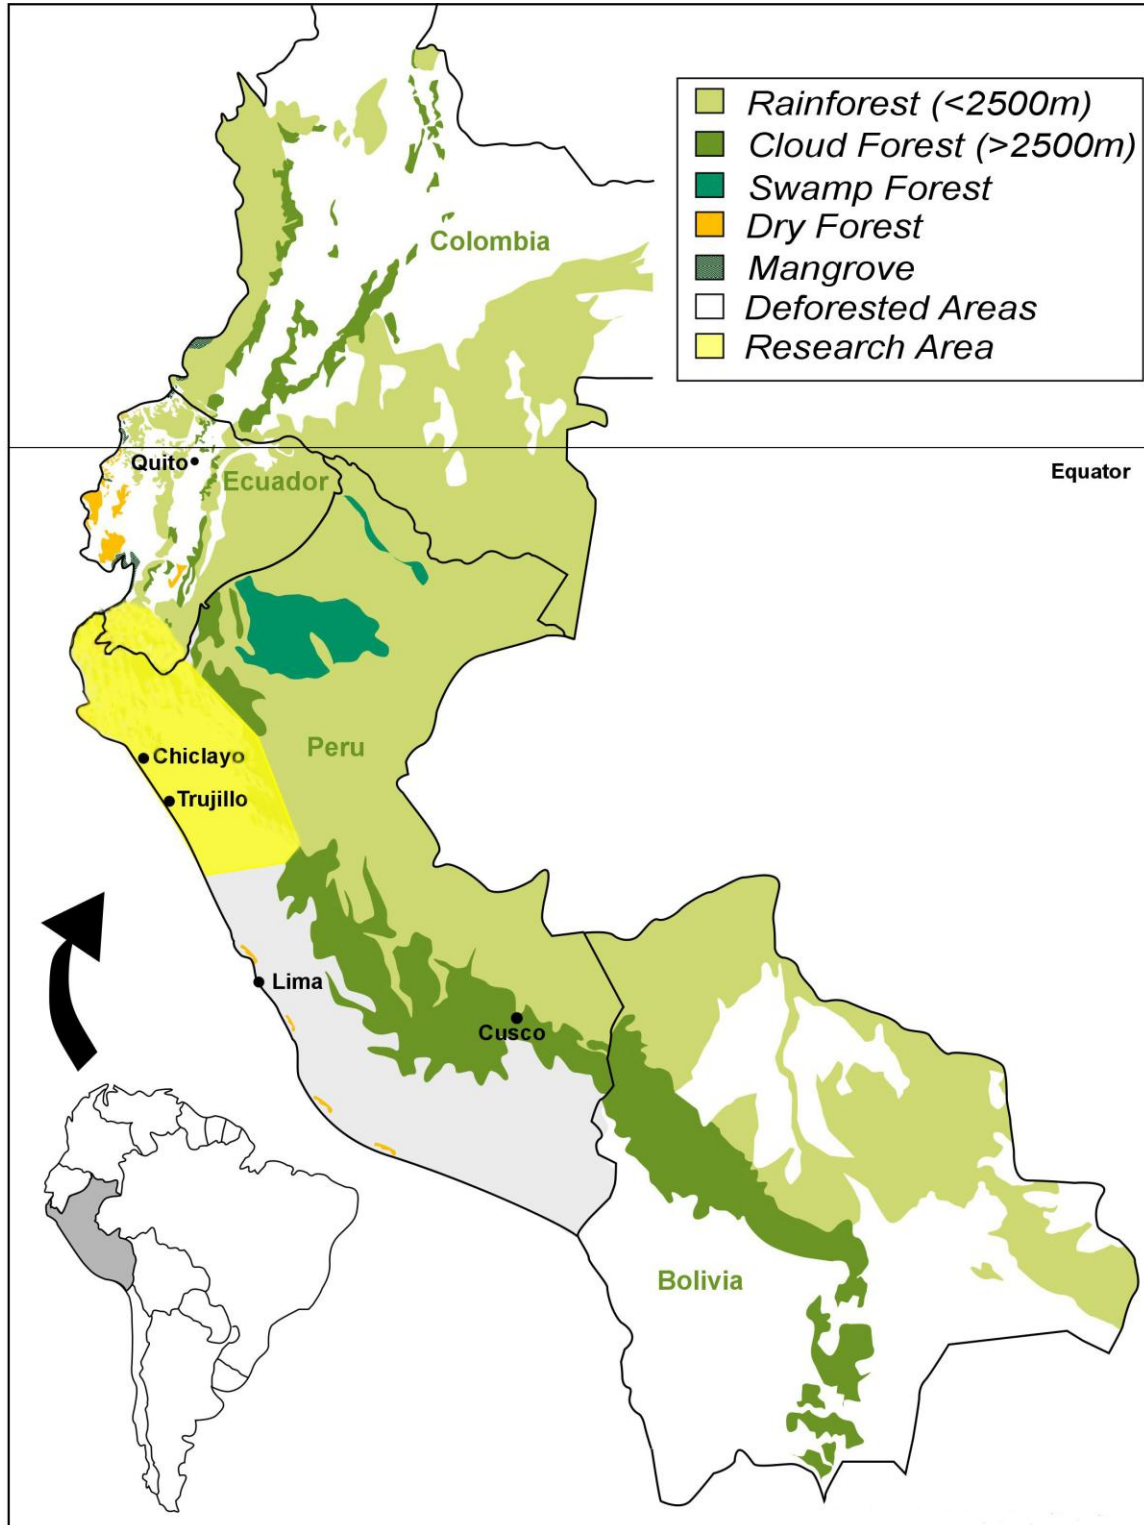 Rainforest (<2500m)
Cloud Forest (>2500m)
Swamp Forest
Dry Forest
Mangrove
Deforested Areas
Research Area
Colombia
Quito
Ecuador
Equator
Peru
Chiclayo
Trujillo
Lima
Cusco
Bolivia